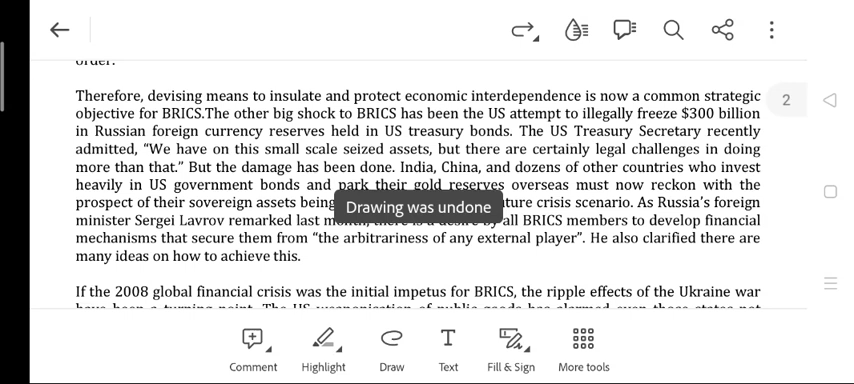 order.
Therefore, devising means to insulate and protect economic interdependence is now a common strategic
2
objective for BRICS.The other big shock to BRICS has been the US attempt to illegally freeze $300 billion
in Russian foreign currency reserves held in US treasury bonds. The US Treasury Secretary recently
admitted, “We have on this small scale seized assets, but there are certainly legal challenges in doing
more than that.” But the damage has been done. India, China, and dozens of other countries who invest
heavily in US government bonds and park their gold reserves overseas must now reckon with the
prospect of their sovereign assets being uture crisis scenario. As Russia’s foreign
Drawing was undone
minister Sergei Lavrov remarked last all BRICS members to develop financial
mechanisms that secure them from “the arbitrariness of any external player”. He also clarified there are
many ideas on how to achieve this.
If the 2008 global financial crisis was the initial impetus for BRICS, the ripple effects of the Ukraine war
Comment Highlight Draw Text Fill & Sign More tools